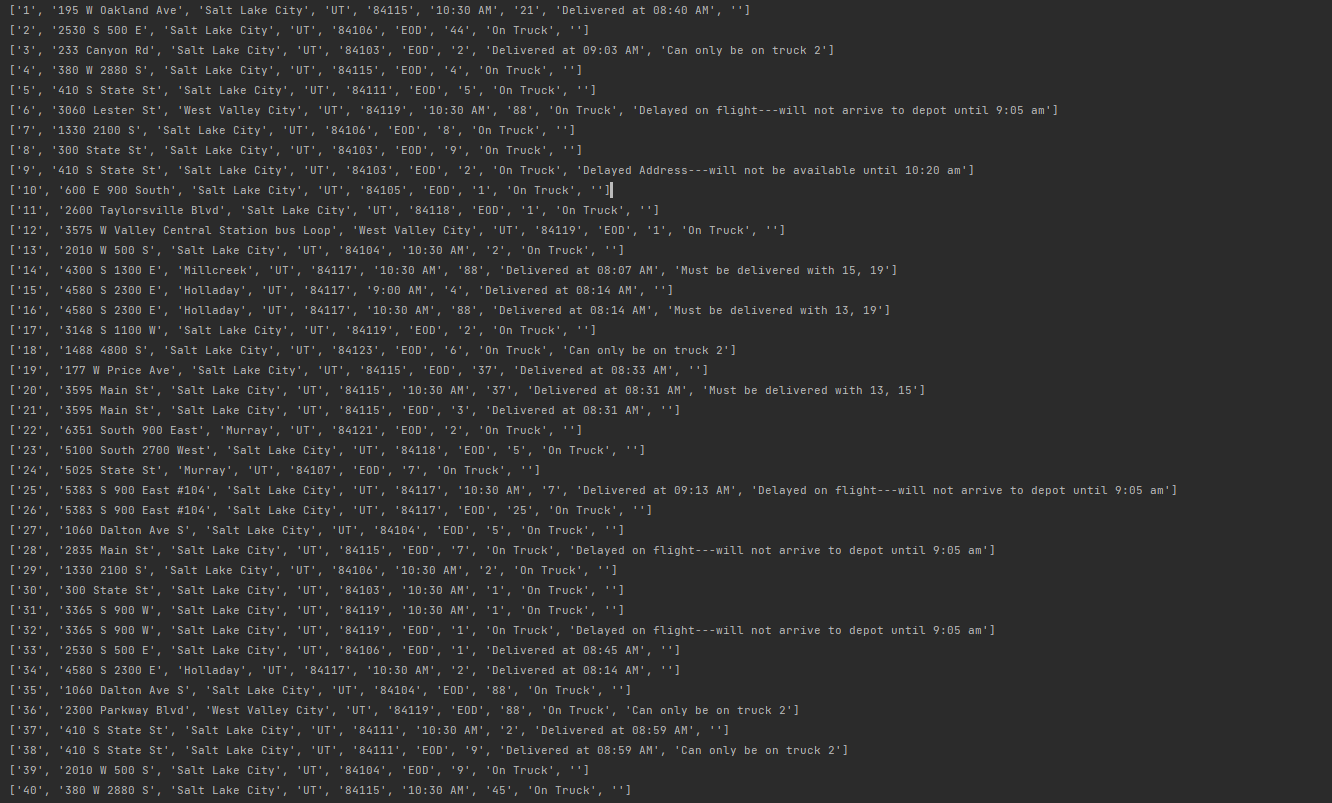 ['1', '195 W Oakland Ave', 'Salt Lake City', 'UT', '84115', '10:30 AM', '21', 'Delivered at 08:40 AM', '']
['2', '2530 S 500 E', 'Salt Lake City', 'UT', '84106', 'EOD', '44', 'On Truck', '']
['3', '233 Canyon Rd', 'Salt Lake City', 'UT', '84103', 'EOD', '2', 'Delivered at 09:03 AM', 'Can only be on truck 2']
['4', '380 W 2880 S', 'Salt Lake City', 'UT', '84115', 'EOD', '4', 'On Truck', '']
['5', '410 S State St', 'Salt Lake City', 'UT', '84111', 'EOD', '5', 'On Truck', '']
['6', '3060 Lester St', 'West Valley City', 'UT', '84119', '10:30 AM', '88', 'On Truck', 'Delayed on flight---will not arrive to depot until 9:05 am']
['7', '1330 2100 S', 'Salt Lake City', 'UT', '84106', 'EOD', '8', 'On Truck', '']
['8', '300 State St', 'Salt Lake City', 'UT', '84103', 'EOD', '9', 'On Truck', '']
['9', '410 S State St', 'Salt Lake City', 'UT', '84103', 'EOD', '2', 'On Truck', 'Delayed Address---will not be available until 10:20 am']
['10', '600 E 900 South', 'Salt Lake City', 'UT', '84105', 'EOD', '1', 'On Truck', '']
['11', '2600 Taylorsville Blvd', 'Salt Lake City', 'UT', '84118', 'EOD', '1', 'On Truck', '']
['12', '3575 W Valley Central Station bus Loop', 'West Valley City', 'UT', '84119', 'EOD', '1', 'On Truck', '']
['13', '2010 W 500 S', 'Salt Lake City', 'UT', '84104', '10:30 AM', '2', 'On Truck', '']
['14', '4300 S 1300 E', 'Millcreek', 'UT', '84117', '10:30 AM', '88', 'Delivered at 08:07 AM', 'Must be delivered with 15, 19']
['15', '4580 S 2300 E', 'Holladay', 'UT', '84117', '9:00 AM', '4', 'Delivered at 08:14 AM', '']
['16', '4580 S 2300 E', 'Holladay', 'UT', '84117', '10:30 AM', '88', 'Delivered at 08:14 AM', 'Must be delivered with 13, 19']
['17', '3148 S 1100 W', 'Salt Lake City', 'UT', '84119', 'EOD', '2', 'On Truck', '']
['18', '1488 4800 S', 'Salt Lake City', 'UT', '84123', 'EOD', '6', 'On Truck', 'Can only be on truck 2']
['19', '177 W Price Ave', 'Salt Lake City', 'UT', '84115', 'EOD', '37', 'Delivered at 08:33 AM', '']
['20', '3595 Main St', 'Salt Lake City', 'UT', '84115', '10:30 AM', '37', 'Delivered at 08:31 AM', 'Must be delivered with 13, 15']
['21', '3595 Main St', 'Salt Lake City', 'UT', '84115', 'EOD', '3', 'Delivered at 08:31 AM', '']
['22', '6351 South 900 East', 'Murray', 'UT', '84121', 'EOD', '2', 'On Truck', '']
['23', '5100 South 2700 West', 'Salt Lake City', 'UT', '84118', 'EOD', '5', 'On Truck', '']
['24', '5025 State St', 'Murray', 'UT', '84107', 'EOD', '7', 'On Truck', '']
['25', '5383 S 900 East #104', 'Salt Lake City', 'UT', '84117', '10:30 AM', '7', 'Delivered at 09:13 AM', 'Delayed on flight---will not arrive to depot until 9:05 am']
['26', '5383 S 900 East #104', 'Salt Lake City', 'UT', '84117', 'EOD', '25', 'On Truck', '']
['27', '1060 Dalton Ave S', 'Salt Lake City', 'UT', '84104', 'EOD', '5', 'On Truck', '']
['28', '2835 Main St', 'Salt Lake City', 'UT', '84115', 'EOD', '7', 'On Truck', 'Delayed on flight---will not arrive to depot until 9:05 am']
['29', '1330 2100 S', 'Salt Lake City', 'UT', '84106', '10:30 AM', '2', 'On Truck', '']
['30', '300 State St', 'Salt Lake City', 'UT', '84103', '10:30 AM', '1', 'On Truck', '']
['31', '3365 S 900 W', 'Salt Lake City', 'UT', '84119', '10:30 AM', '1', 'On Truck', '']
['32', '3365 S 900 W', 'Salt Lake City', 'UT', '84119', 'EOD', '1', 'On Truck', 'Delayed on flight---will not arrive to depot until 9:05 am']
['33', '2530 S 500 E', 'Salt Lake City', 'UT', '84106', 'EOD', '1', 'Delivered at 08:45 AM', '']
['34', '4580 S 2300 E', 'Holladay', 'UT', '84117', '10:30 AM', '2', 'Delivered at 08:14 AM', '']
['35', '1060 Dalton Ave S', 'Salt Lake City', 'UT', '84104', 'EOD', '88', 'On Truck', '']
['36', '2300 Parkway Blvd', 'West Valley City', 'UT', '84119', 'EOD', '88', 'On Truck', 'Can only be on truck 2']
['37', '410 S State St', 'Salt Lake City', 'UT', '84111', '10:30 AM', '2', 'Delivered at 08:59 AM', '']
['38', '410 S State St', 'Salt Lake City', 'UT', '84111', 'EOD', '9', 'Delivered at 08:59 AM', 'Can only be on truck 2']
['39', '2010 W 500 S', 'Salt Lake City', 'UT', '84104', 'EOD', '9', 'On Truck', '']
['40', '380 W 2880 S', 'Salt Lake City', 'UT', '84115', '10:30 AM', '45', 'On Truck', '']